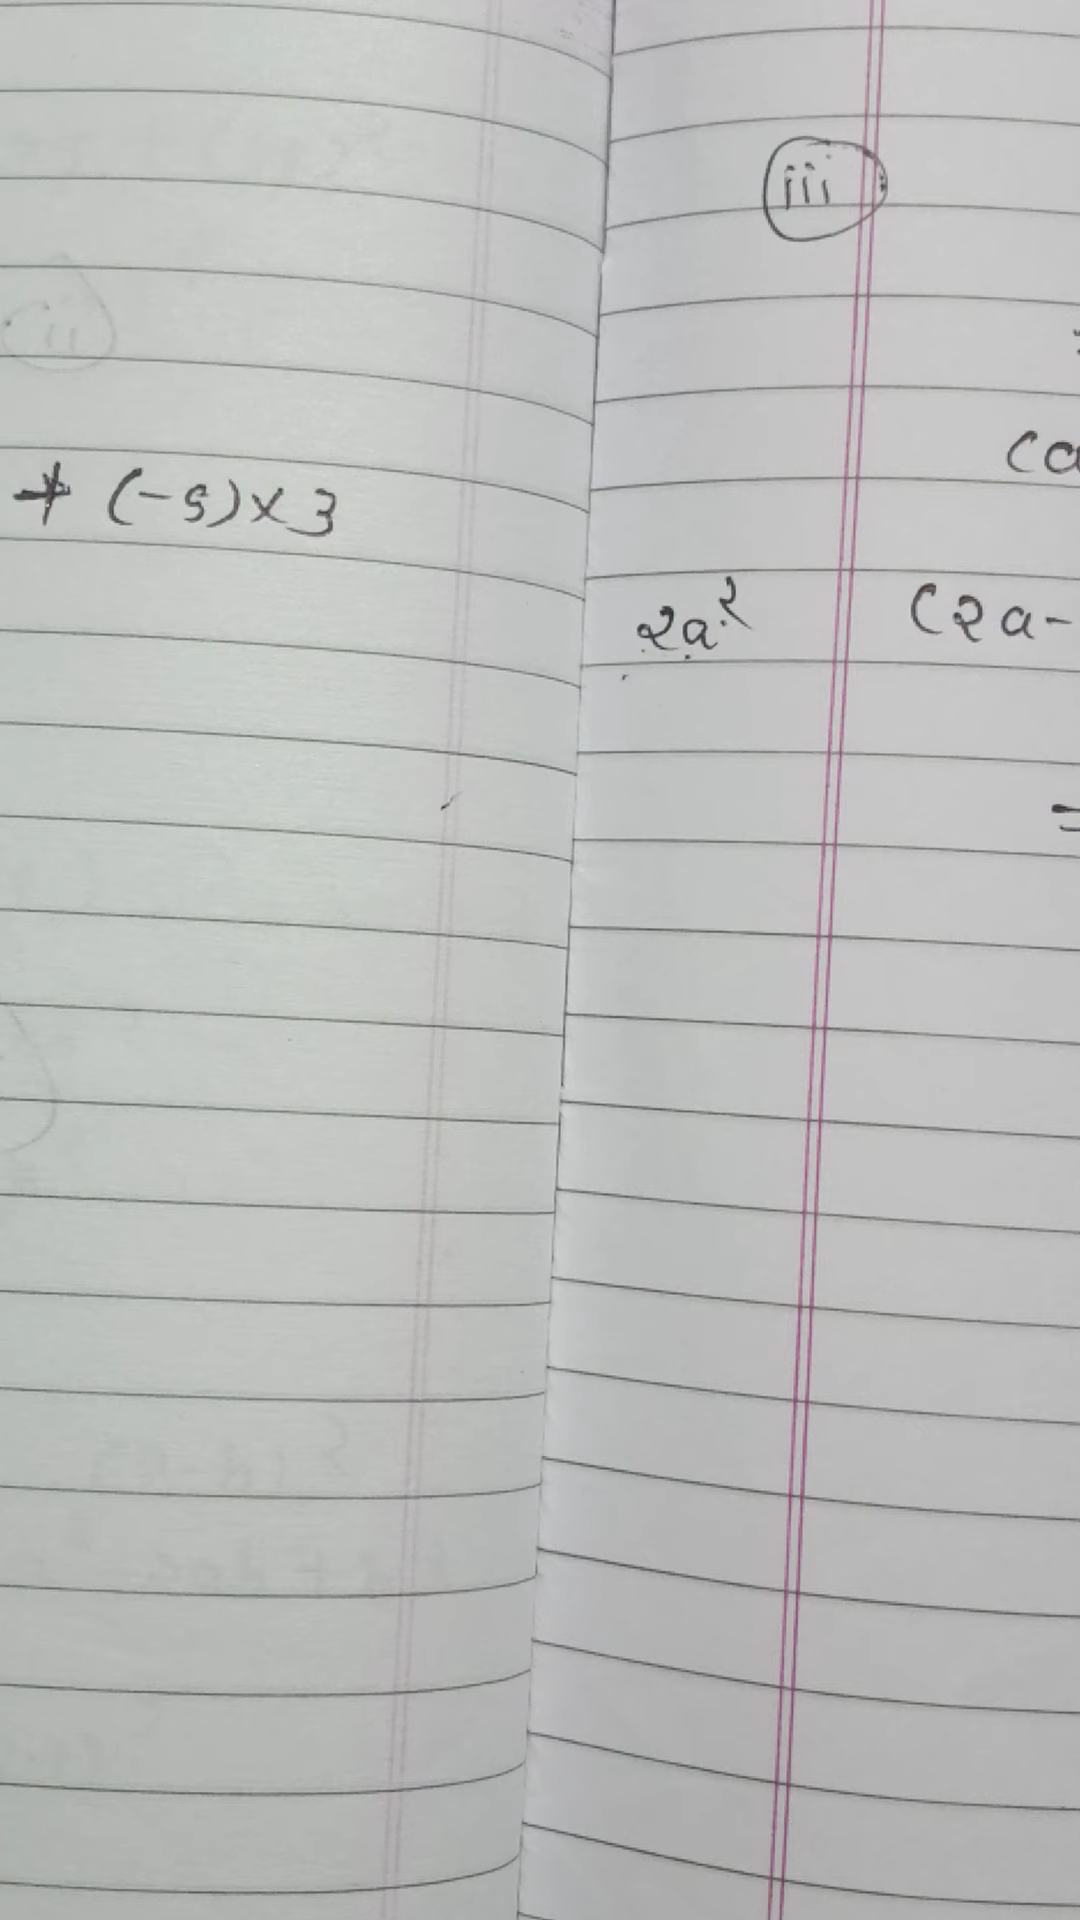 + (-5)×3
iii
(a
2a² (2a-
=